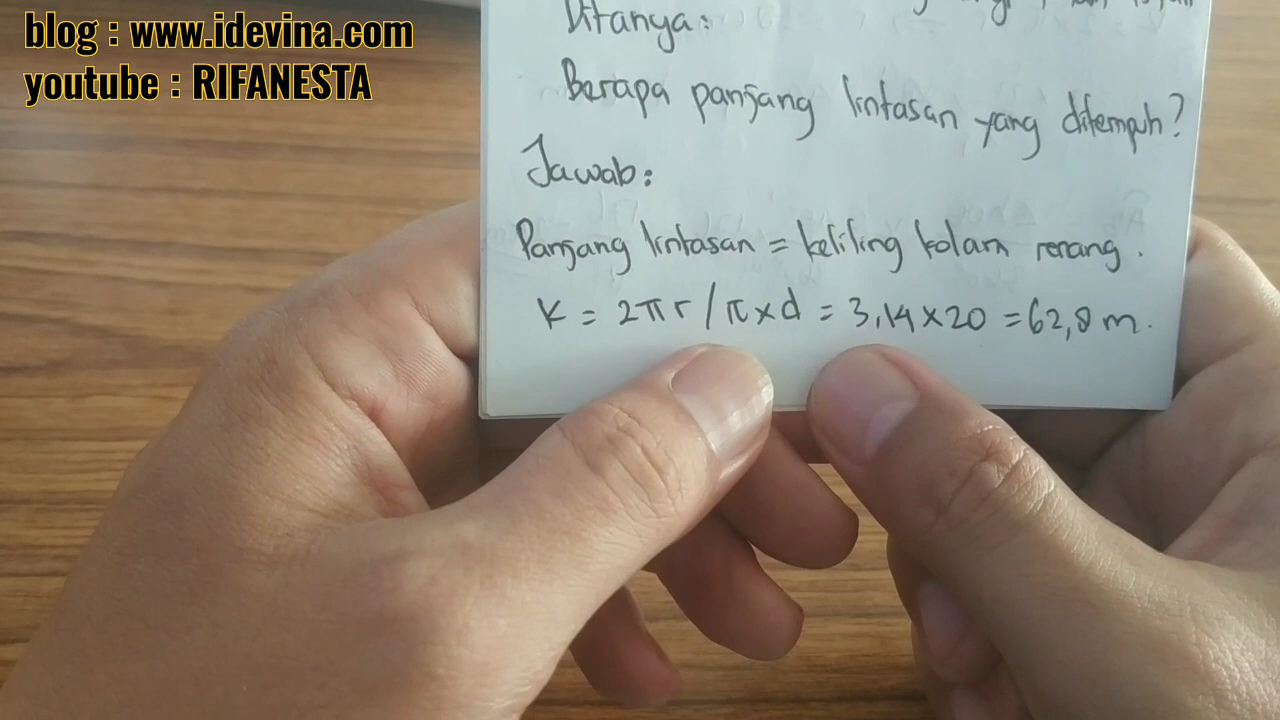 blog : www.idevina.com
youtube : RIFANESTA
Ditanya:
Berapa panjang lintasan yang ditempuh?
Jawab:
Panjang lintasan = keliling kolam renang.
K = 2πr / π x d = 3,14 x 20 = 62,8 m.